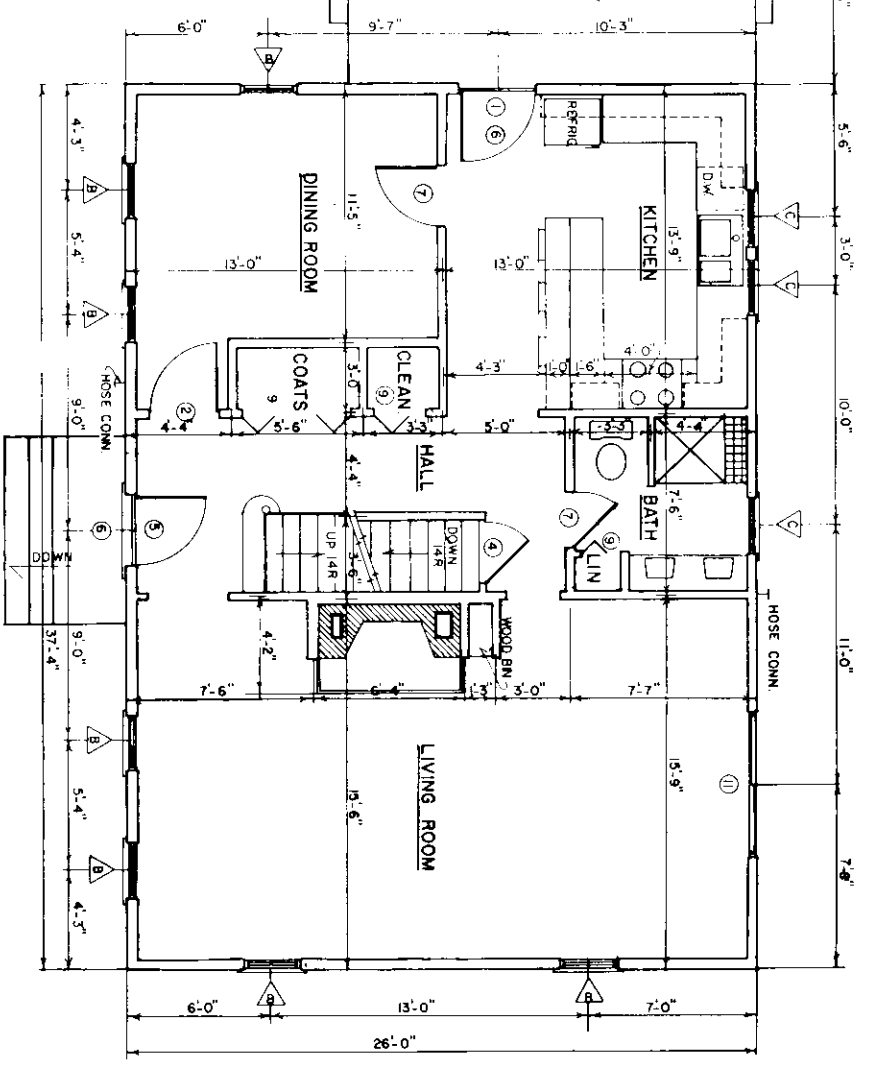 6'-0"
9'-7"
10'-3"
B
4'-3"
B
5'-4"
B
9'-0"
HOSE CONN.
6
DOWN
9'-0"
37'-4"
B
5'-4"
B
4'-3"
DINING ROOM
11'-5"
13'-0"
7
1
6
REFRIG
D.W.
KITCHEN
13'-9"
13'-0"
C
C
5'-6"
3'-0"
4'-0"
4'-3"
1'-0"
1'-6"
COATS
9
3'-0"
CLEAN
9
2
4'-4"
5'-6"
3'-3"
5'-0"
3'-3"
4'-4"
10'-0"
4'-4"
HALL
BATH
7'-6"
C
5
UP 14R
3'-6"
DOWN
14R
4
7
9
LIN
HOSE CONN.
11'-0"
4'-2"
WOOD BIN
7'-6"
6'-4"
1'-3"
3'-0"
7'-7"
LIVING ROOM
15'-6"
15'-9"
11
B
B
6'-0"
13'-0"
7'-0"
26'-0"